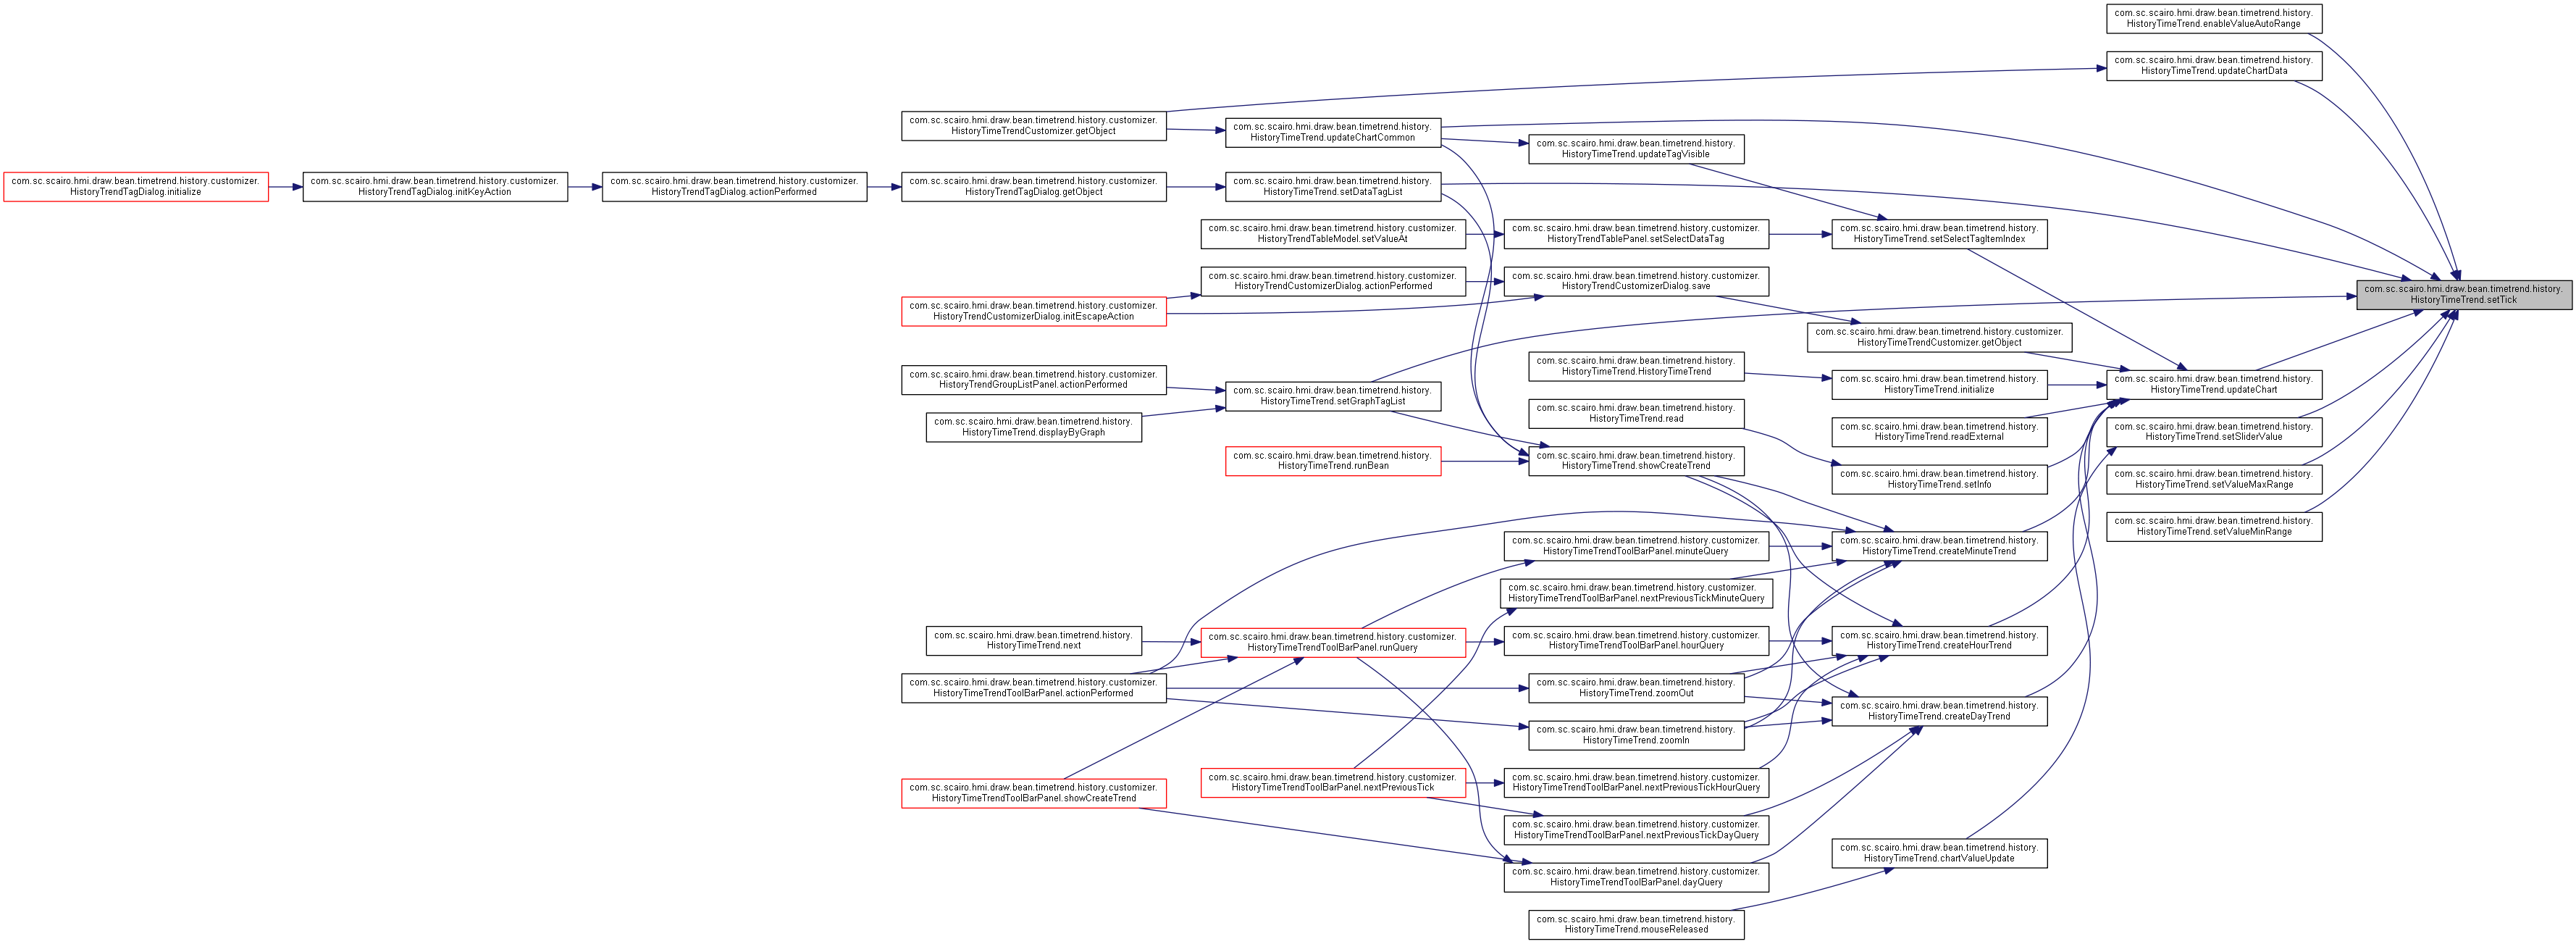 com.sc.scairo.hmi.draw.bean.timetrend.history.
HistoryTimeTrend.enableValueAutoRange
com.sc.scairo.hmi.draw.bean.timetrend.history.
HistoryTimeTrend.updateChartData
com.sc.scairo.hmi.draw.bean.timetrend.history.customizer.
HistoryTimeTrendCustomizer.getObject
com.sc.scairo.hmi.draw.bean.timetrend.history.
HistoryTimeTrend.updateChartCommon
com.sc.scairo.hmi.draw.bean.timetrend.history.
HistoryTimeTrend.updateTagVisible
com.sc.scairo.hmi.draw.bean.timetrend.history.customizer.
HistoryTrendTagDialog.initialize
com.sc.scairo.hmi.draw.bean.timetrend.history.customizer.
HistoryTrendTagDialog.initKeyAction
com.sc.scairo.hmi.draw.bean.timetrend.history.customizer.
HistoryTrendTagDialog.actionPerformed
com.sc.scairo.hmi.draw.bean.timetrend.history.customizer.
HistoryTrendTagDialog.getObject
com.sc.scairo.hmi.draw.bean.timetrend.history.
HistoryTimeTrend.setDataTagList
com.sc.scairo.hmi.draw.bean.timetrend.history.customizer.
HistoryTrendTableModel.setValueAt
com.sc.scairo.hmi.draw.bean.timetrend.history.customizer.
HistoryTrendTablePanel.setSelectDataTag
com.sc.scairo.hmi.draw.bean.timetrend.history.
HistoryTimeTrend.setSelectTagItemIndex
com.sc.scairo.hmi.draw.bean.timetrend.history.customizer.
HistoryTrendCustomizerDialog.initEscapeAction
com.sc.scairo.hmi.draw.bean.timetrend.history.customizer.
HistoryTrendCustomizerDialog.actionPerformed
com.sc.scairo.hmi.draw.bean.timetrend.history.customizer.
HistoryTrendCustomizerDialog.save
com.sc.scairo.hmi.draw.bean.timetrend.history.
HistoryTimeTrend.setTick
com.sc.scairo.hmi.draw.bean.timetrend.history.customizer.
HistoryTimeTrendCustomizer.getObject
com.sc.scairo.hmi.draw.bean.timetrend.history.customizer.
HistoryTrendGroupListPanel.actionPerformed
com.sc.scairo.hmi.draw.bean.timetrend.history.
HistoryTimeTrend.setGraphTagList
com.sc.scairo.hmi.draw.bean.timetrend.history.
HistoryTimeTrend.HistoryTimeTrend
com.sc.scairo.hmi.draw.bean.timetrend.history.
HistoryTimeTrend.initialize
com.sc.scairo.hmi.draw.bean.timetrend.history.
HistoryTimeTrend.updateChart
com.sc.scairo.hmi.draw.bean.timetrend.history.
HistoryTimeTrend.displayByGraph
com.sc.scairo.hmi.draw.bean.timetrend.history.
HistoryTimeTrend.read
com.sc.scairo.hmi.draw.bean.timetrend.history.
HistoryTimeTrend.readExternal
com.sc.scairo.hmi.draw.bean.timetrend.history.
HistoryTimeTrend.setSliderValue
com.sc.scairo.hmi.draw.bean.timetrend.history.
HistoryTimeTrend.runBean
com.sc.scairo.hmi.draw.bean.timetrend.history.
HistoryTimeTrend.showCreateTrend
com.sc.scairo.hmi.draw.bean.timetrend.history.
HistoryTimeTrend.setInfo
com.sc.scairo.hmi.draw.bean.timetrend.history.
HistoryTimeTrend.setValueMaxRange
com.sc.scairo.hmi.draw.bean.timetrend.history.
HistoryTimeTrend.setValueMinRange
com.sc.scairo.hmi.draw.bean.timetrend.history.customizer.
HistoryTimeTrendToolBarPanel.minuteQuery
com.sc.scairo.hmi.draw.bean.timetrend.history.
HistoryTimeTrend.createMinuteTrend
com.sc.scairo.hmi.draw.bean.timetrend.history.customizer.
HistoryTimeTrendToolBarPanel.nextPreviousTickMinuteQuery
com.sc.scairo.hmi.draw.bean.timetrend.history.
HistoryTimeTrend.next
com.sc.scairo.hmi.draw.bean.timetrend.history.customizer.
HistoryTimeTrendToolBarPanel.runQuery
com.sc.scairo.hmi.draw.bean.timetrend.history.customizer.
HistoryTimeTrendToolBarPanel.hourQuery
com.sc.scairo.hmi.draw.bean.timetrend.history.
HistoryTimeTrend.createHourTrend
com.sc.scairo.hmi.draw.bean.timetrend.history.customizer.
HistoryTimeTrendToolBarPanel.actionPerformed
com.sc.scairo.hmi.draw.bean.timetrend.history.
HistoryTimeTrend.zoomOut
com.sc.scairo.hmi.draw.bean.timetrend.history.
HistoryTimeTrend.createDayTrend
com.sc.scairo.hmi.draw.bean.timetrend.history.
HistoryTimeTrend.zoomIn
com.sc.scairo.hmi.draw.bean.timetrend.history.customizer.
HistoryTimeTrendToolBarPanel.showCreateTrend
com.sc.scairo.hmi.draw.bean.timetrend.history.customizer.
HistoryTimeTrendToolBarPanel.nextPreviousTick
com.sc.scairo.hmi.draw.bean.timetrend.history.customizer.
HistoryTimeTrendToolBarPanel.nextPreviousTickHourQuery
com.sc.scairo.hmi.draw.bean.timetrend.history.customizer.
HistoryTimeTrendToolBarPanel.nextPreviousTickDayQuery
com.sc.scairo.hmi.draw.bean.timetrend.history.
HistoryTimeTrend.chartValueUpdate
com.sc.scairo.hmi.draw.bean.timetrend.history.customizer.
HistoryTimeTrendToolBarPanel.dayQuery
com.sc.scairo.hmi.draw.bean.timetrend.history.
HistoryTimeTrend.mouseReleased